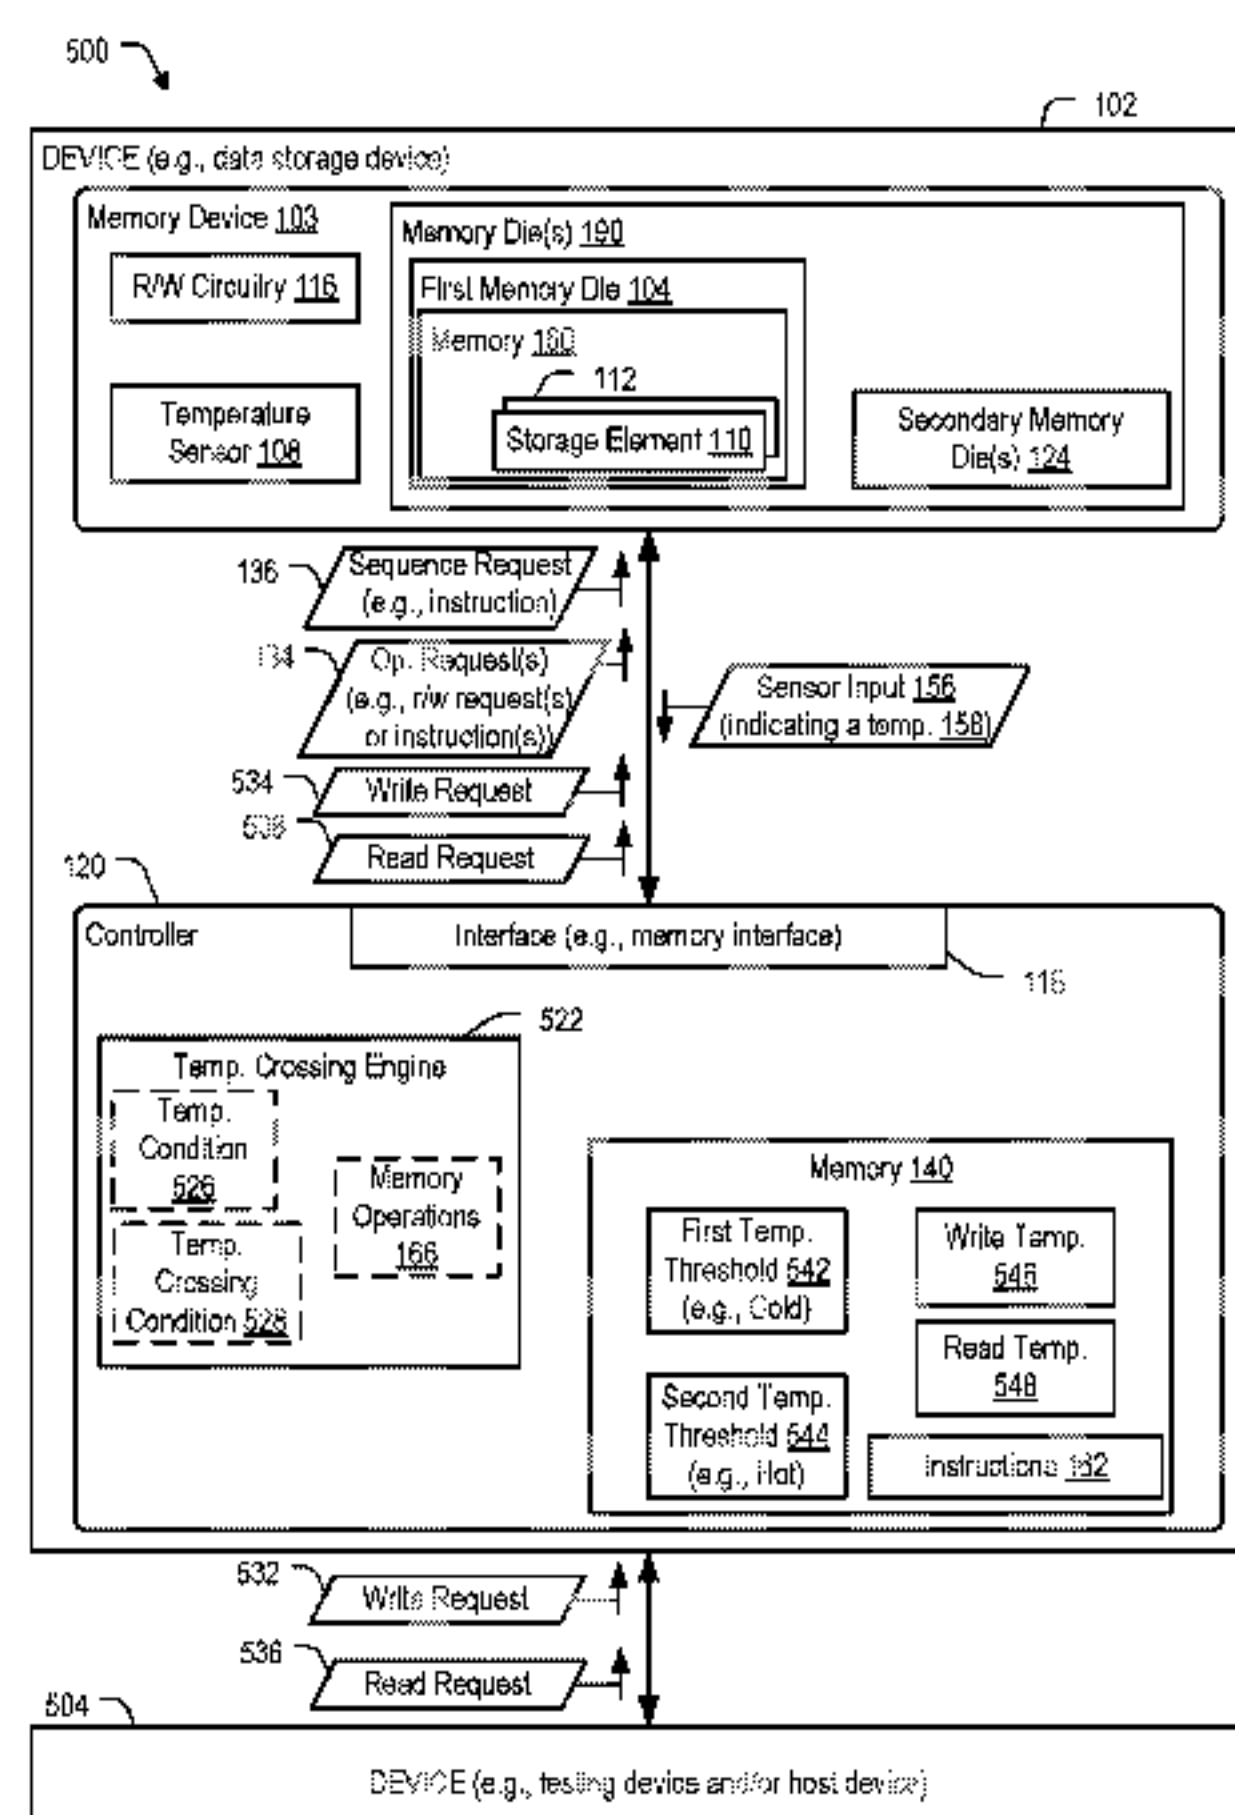 500
102
DEVICE (e.g., data storage device)
Memory Device 103
Memory Die(s) 190
R/W Circuitry 116
First Memory Die 104
Memory 160
112
Temperature
Sensor 108
Storage Element 110
Secondary Memory
Die(s) 124
136
Sequence Request
(e.g., instruction)
134
Op. Request(s)
(e.g., r/w request(s)
or instruction(s))
Sensor Input 156
(indicating a temp. 158)
534
Write Request
538
Read Request
120
Controller
Interface (e.g., memory interface)
522
Temp. Crossing Engine
Temp.
Condition
526
Memory
Operations
166
Temp.
Crossing
Condition 528
Memory 140
First Temp.
Threshold 542
(e.g., Cold)
Write Temp.
546
Read Temp.
548
Second Temp.
Threshold 544
(e.g., Hot)
Instructions 162
532
Write Request
536
Read Request
504
DEVICE (e.g., testing device and/or host device)